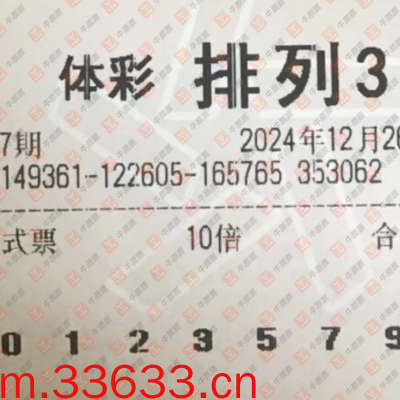 体彩 排列3
7期 2024年12月26
149361-122605-165765 353062
式票 10倍 合
0 1 2 3 5 7 9
m.33633.cn